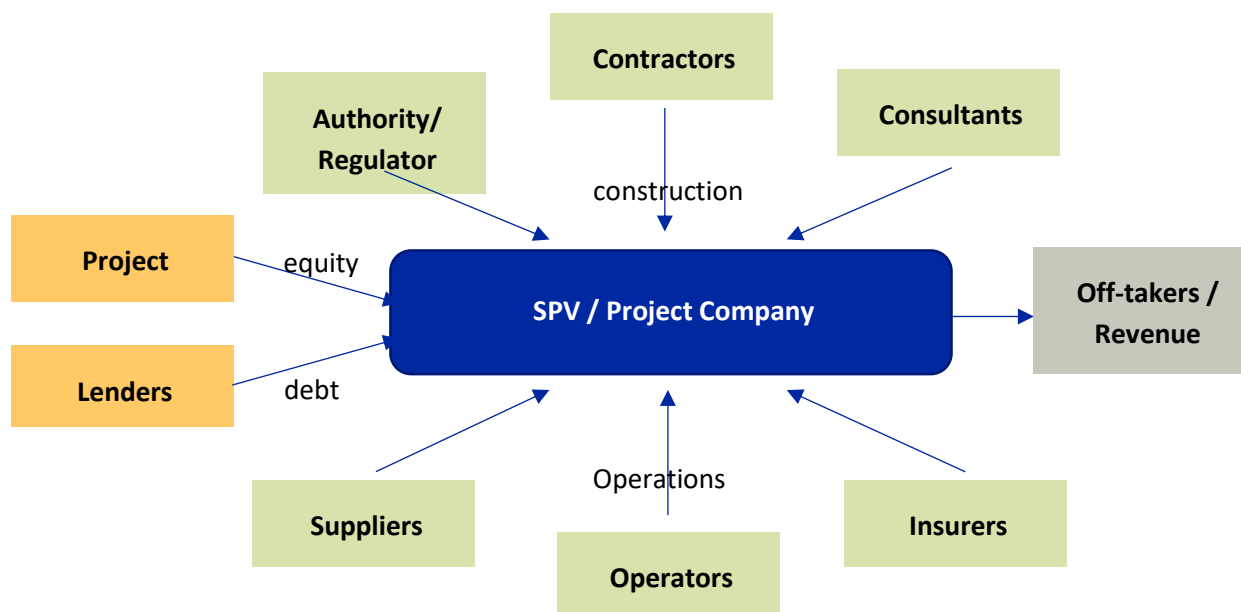 Contractors
Authority/
Regulator
Consultants
construction
Project
equity
SPV / Project Company
Off-takers /
Revenue
Lenders
debt
Operations
Suppliers
Insurers
Operators